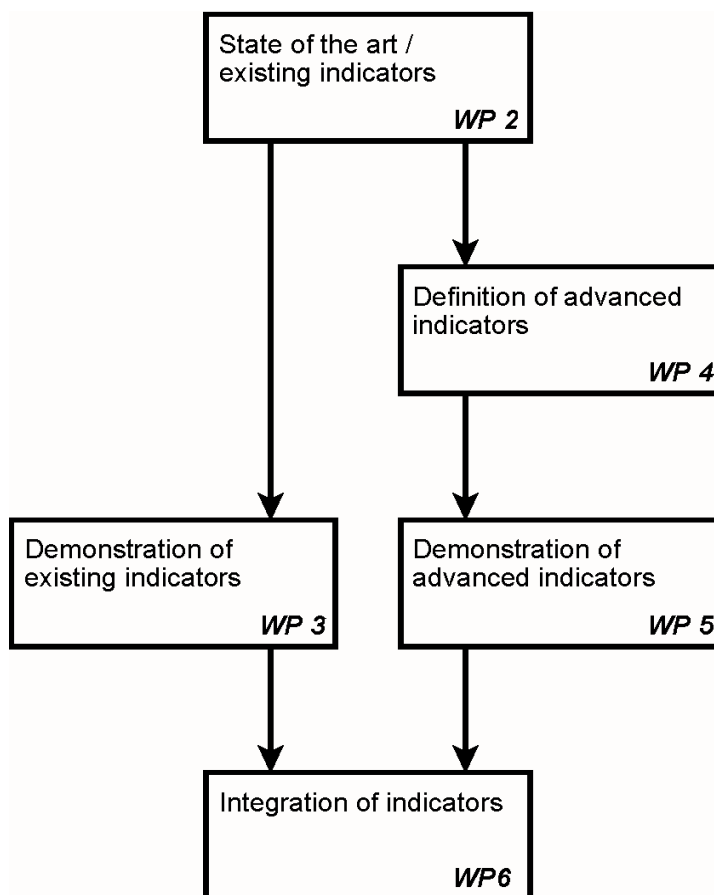 State of the art /
existing indicators
WP 2
Definition of advanced
indicators
WP 4
Demonstration of
existing indicators
WP 3
Demonstration of
advanced indicators
WP 5
Integration of indicators
WP6